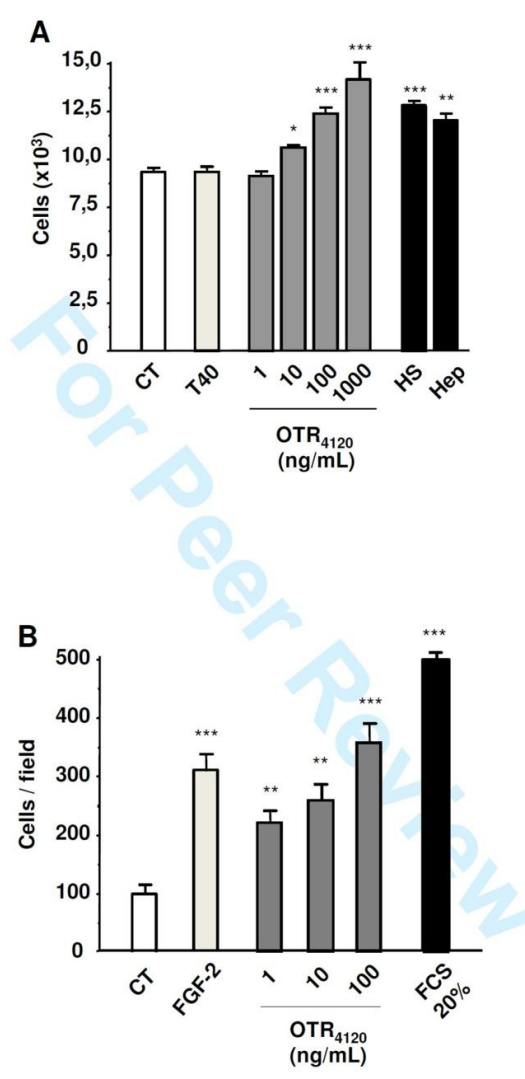 A
15,0
12,5
10,0
7,5
5,0
2,5
0
Cells (x10³)
*
***
***
***
**
CT
T40
1
10
100
1000
HS
Hep
OTR₄₁₂₀
(ng/mL)
For Peer Review
B
500
400
300
200
100
0
Cells / field
***
**
**
***
***
CT
FGF-2
1
10
100
FCS
20%
OTR₄₁₂₀
(ng/mL)